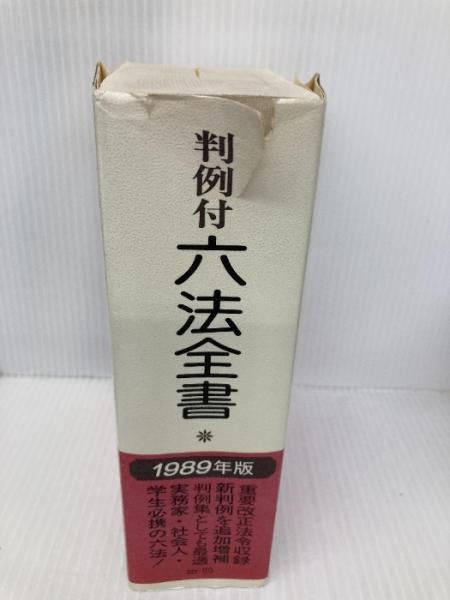 判例付
六法全書
*
1989年版
重要改正法令収録
新判例を追加増補
判例集としても最適
実務家・社会人・
学生必携の六法!